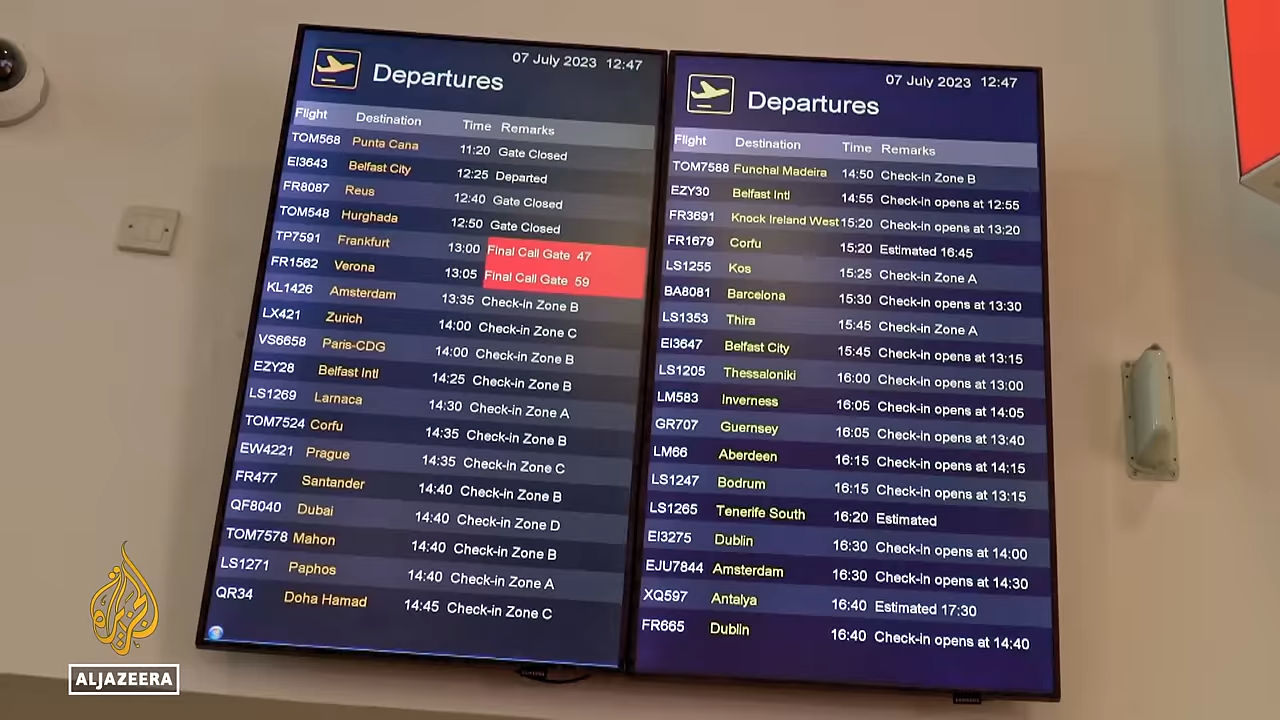 07 July 2023 12:47
Departures
Flight Destination Time Remarks
TOM568 Punta Cana 11:20 Gate Closed
EI3643 Belfast City 12:25 Departed
FR8087 Reus 12:40 Gate Closed
TOM548 Hurghada 12:50 Gate Closed
TP7591 Frankfurt 13:00 Final Call Gate 47
FR1562 Verona 13:05 Final Call Gate 59
KL1426 Amsterdam 13:35 Check-in Zone B
LX421 Zurich 14:00 Check-in Zone C
VS6658 Paris-CDG 14:00 Check-in Zone B
EZY28 Belfast Intl 14:25 Check-in Zone B
LS1269 Larnaca 14:30 Check-in Zone A
TOM7524 Corfu 14:35 Check-in Zone B
EW4221 Prague 14:35 Check-in Zone C
FR477 Santander 14:40 Check-in Zone B
QF8040 Dubai 14:40 Check-in Zone D
TOM7578 Mahon 14:40 Check-in Zone B
LS1271 Paphos 14:40 Check-in Zone A
QR34 Doha Hamad 14:45 Check-in Zone C
07 July 2023 12:47
Departures
Flight Destination Time Remarks
TOM7588 Funchal Madeira 14:50 Check-in Zone B
EZY30 Belfast Intl 14:55 Check-in opens at 12:55
FR3691 Knock Ireland West 15:20 Check-in opens at 13:20
FR1679 Corfu 15:20 Estimated 16:45
LS1255 Kos 15:25 Check-in Zone A
BA8081 Barcelona 15:30 Check-in opens at 13:30
LS1353 Thira 15:45 Check-in Zone A
EI3647 Belfast City 15:45 Check-in opens at 13:15
LS1205 Thessaloniki 16:00 Check-in opens at 13:00
LM583 Inverness 16:05 Check-in opens at 14:05
GR707 Guernsey 16:05 Check-in opens at 13:40
LM66 Aberdeen 16:15 Check-in opens at 14:15
LS1247 Bodrum 16:15 Check-in opens at 13:15
LS1265 Tenerife South 16:20 Estimated
EI3275 Dublin 16:30 Check-in opens at 14:00
EJU7844 Amsterdam 16:30 Check-in opens at 14:30
XQ597 Antalya 16:40 Estimated 17:30
FR665 Dublin 16:40 Check-in opens at 14:40
الجزيرة
ALJAZEERA